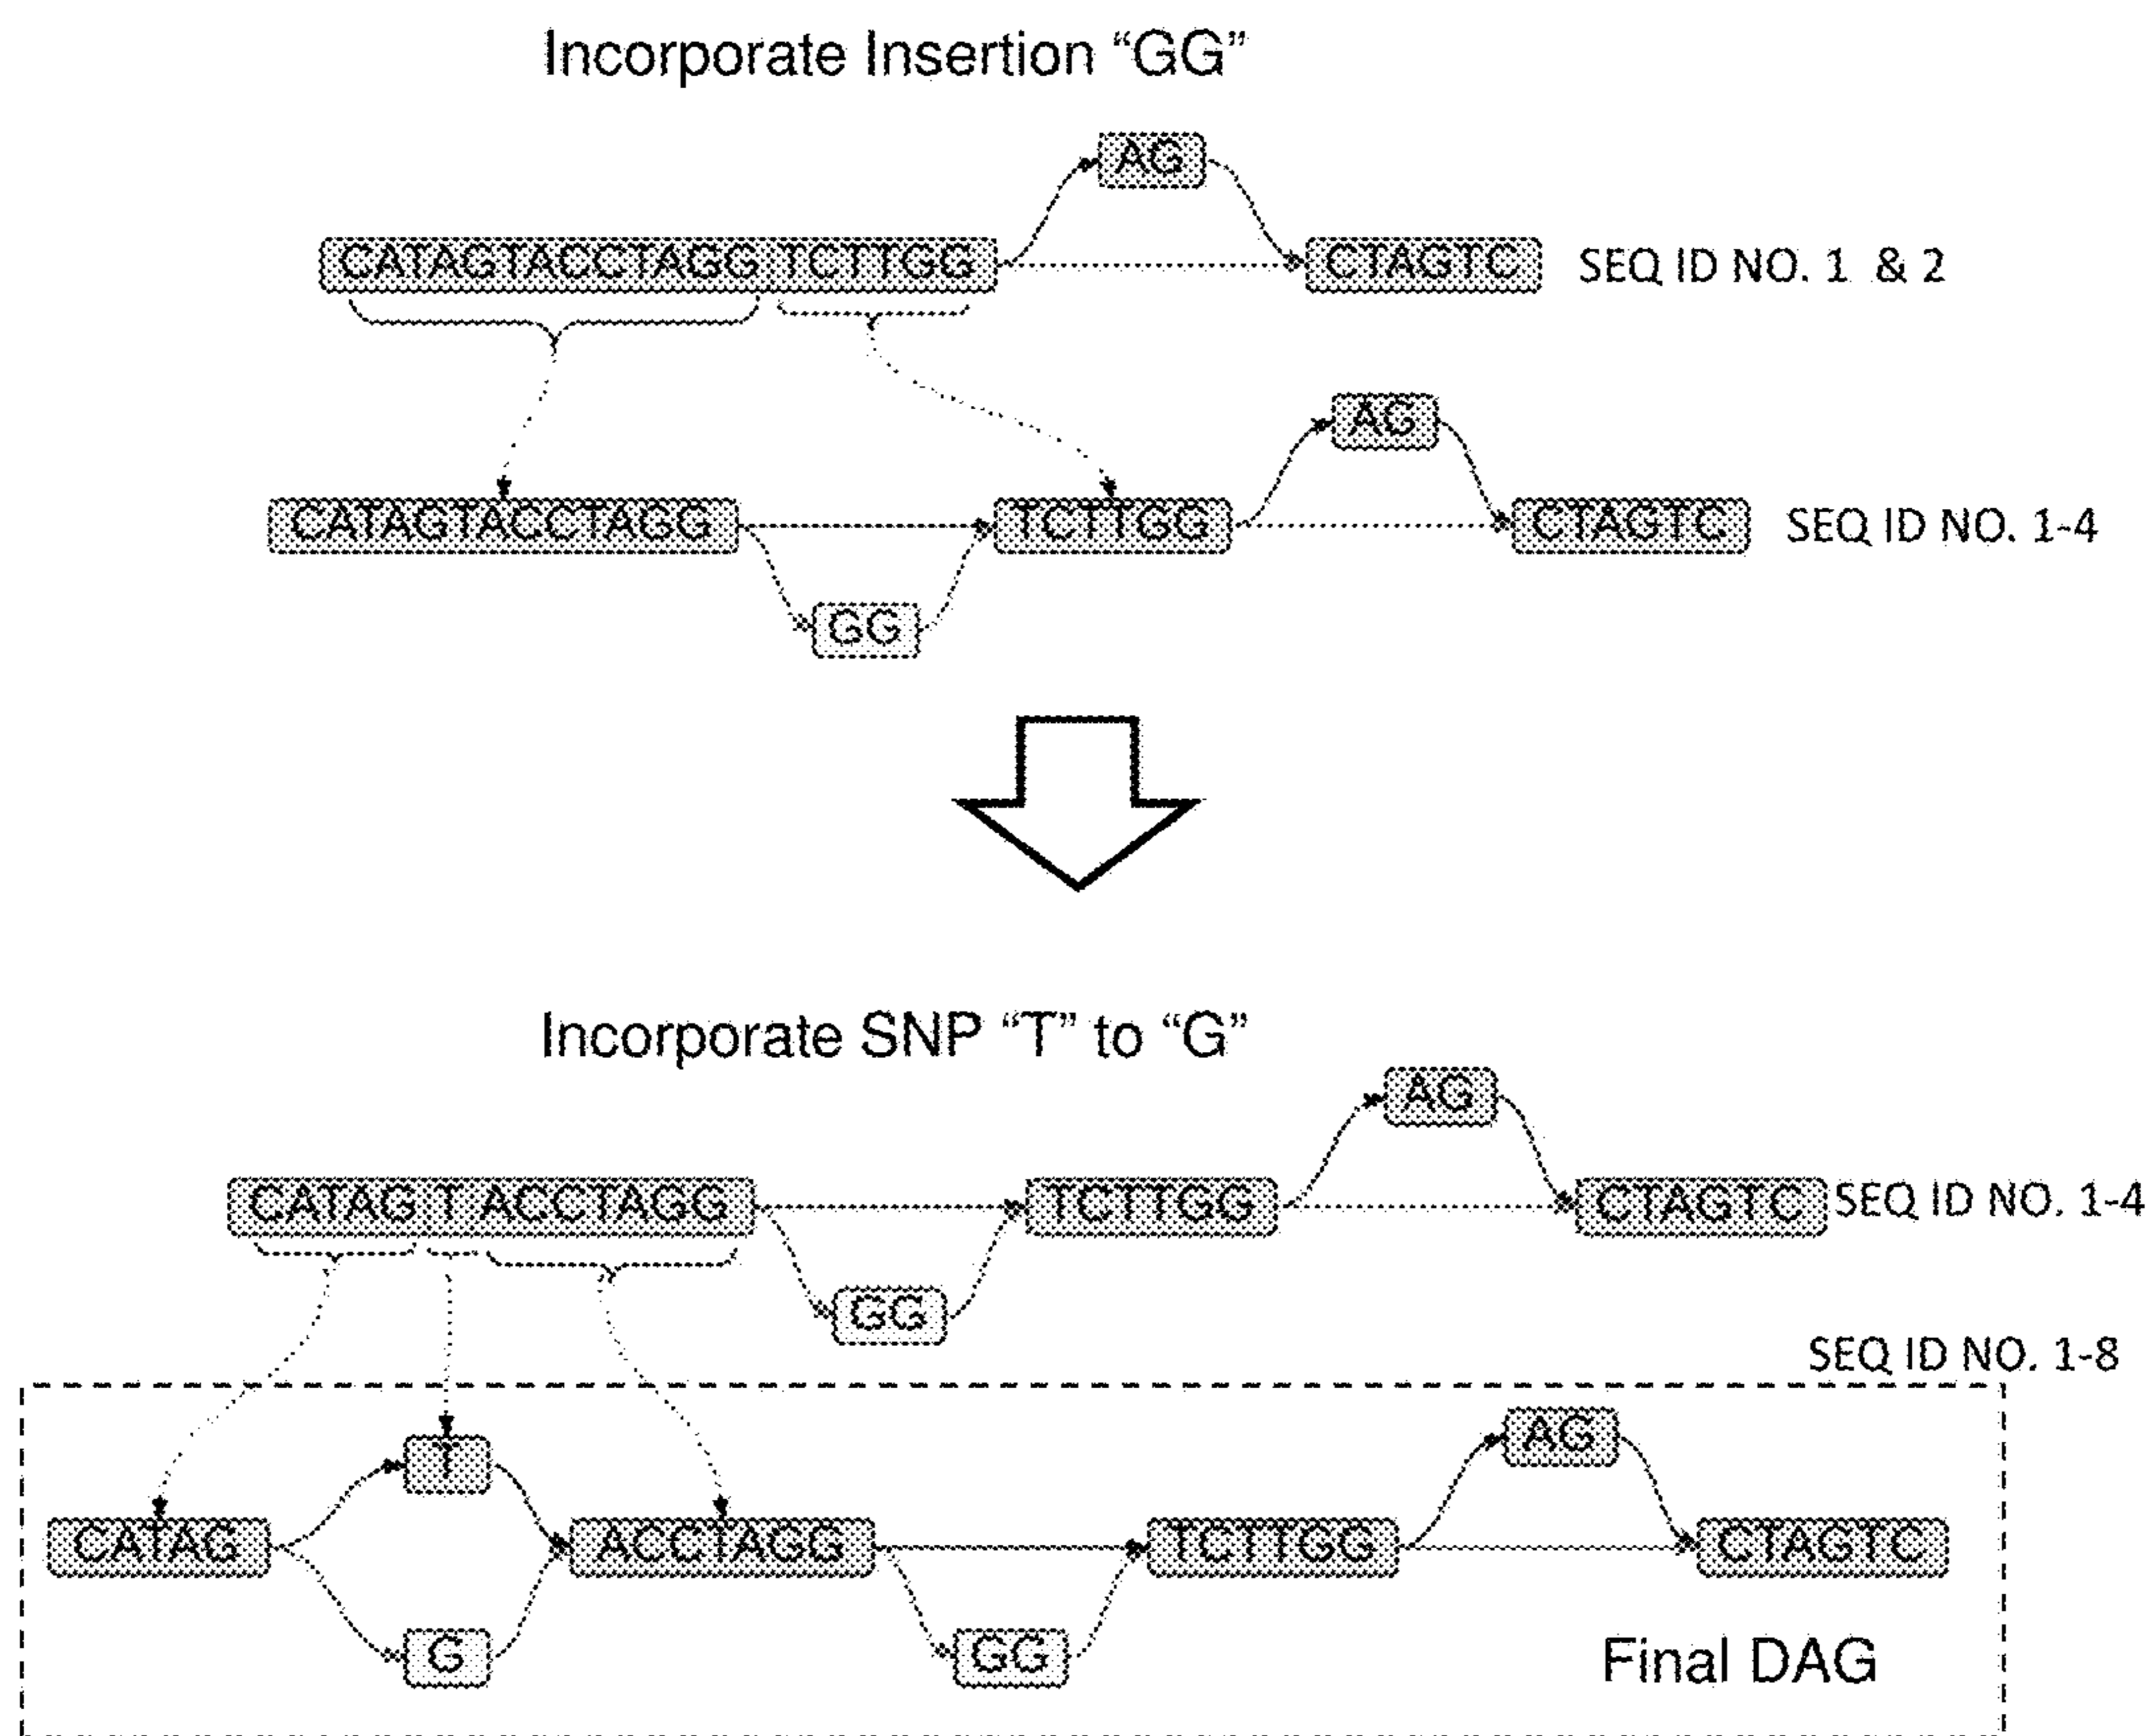 Incorporate Insertion “GG”
AG
CATAGTACCTAGG TCTTGG CTAGTC SEQ ID NO. 1 & 2
AG
CATAGTACCTAGG TCTTGG CTAGTC SEQ ID NO. 1-4
GG
Incorporate SNP “T” to “G”
AG
CATAG T ACCTAGG TCTTGG CTAGTC SEQ ID NO. 1-4
GG
SEQ ID NO. 1-8
AG
T
CATAG ACCTAGG TCTTGG CTAGTC
G GG Final DAG